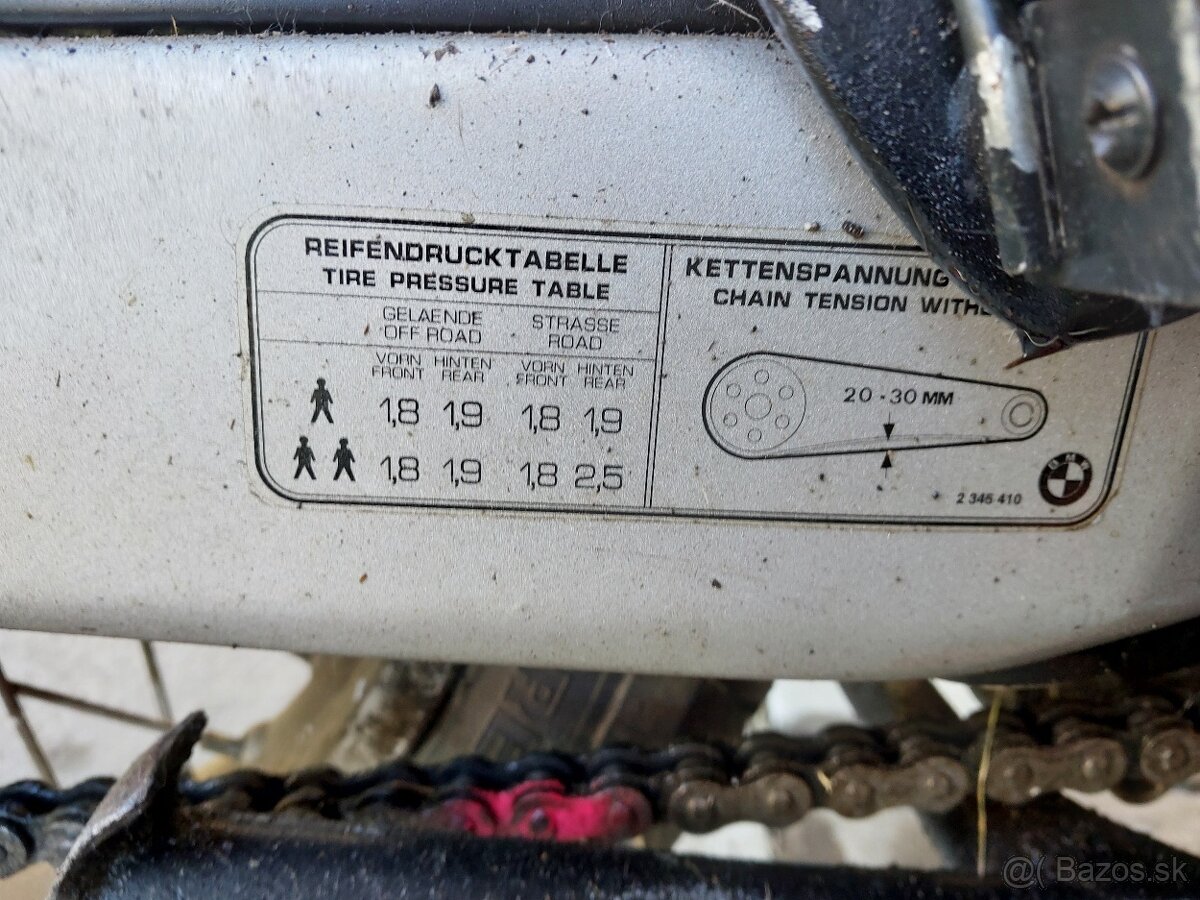 REIFENDRUCKTABELLE
TIRE PRESSURE TABLE
GELAENDE STRASSE
OFF ROAD ROAD
VORN HINTEN VORN HINTEN
FRONT REAR FRONT REAR
1,8 1,9 1,8 1,9
1,8 1,9 1,8 2,5
KETTENSPANNUNG
CHAIN TENSION
20-30 MM
BMW
2 345 410
@( Bazos.sk